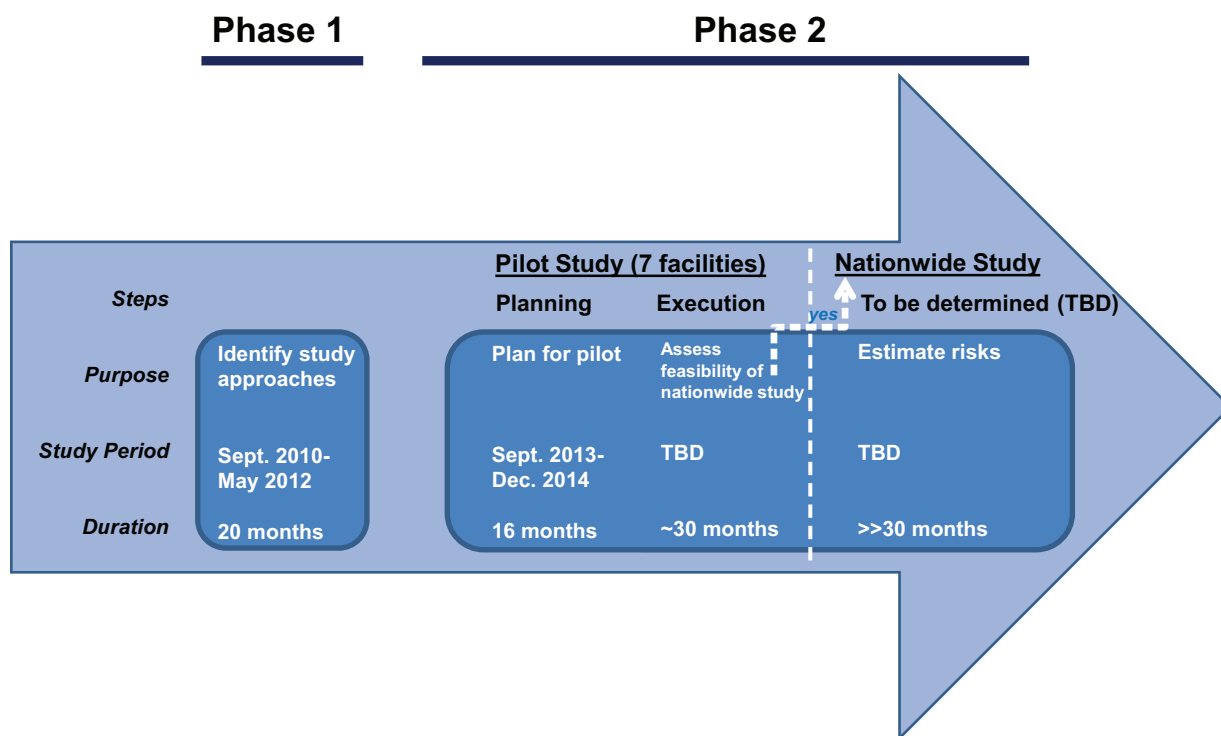 Phase 1
Phase 2
Pilot Study (7 facilities)
Nationwide Study
Steps
Planning
Execution
yes
To be determined (TBD)
Purpose
Identify study
approaches
Plan for pilot
Assess
feasibility of
nationwide study
Estimate risks
Study Period
Sept. 2010-
May 2012
Sept. 2013-
Dec. 2014
TBD
TBD
Duration
20 months
16 months
~30 months
>>30 months